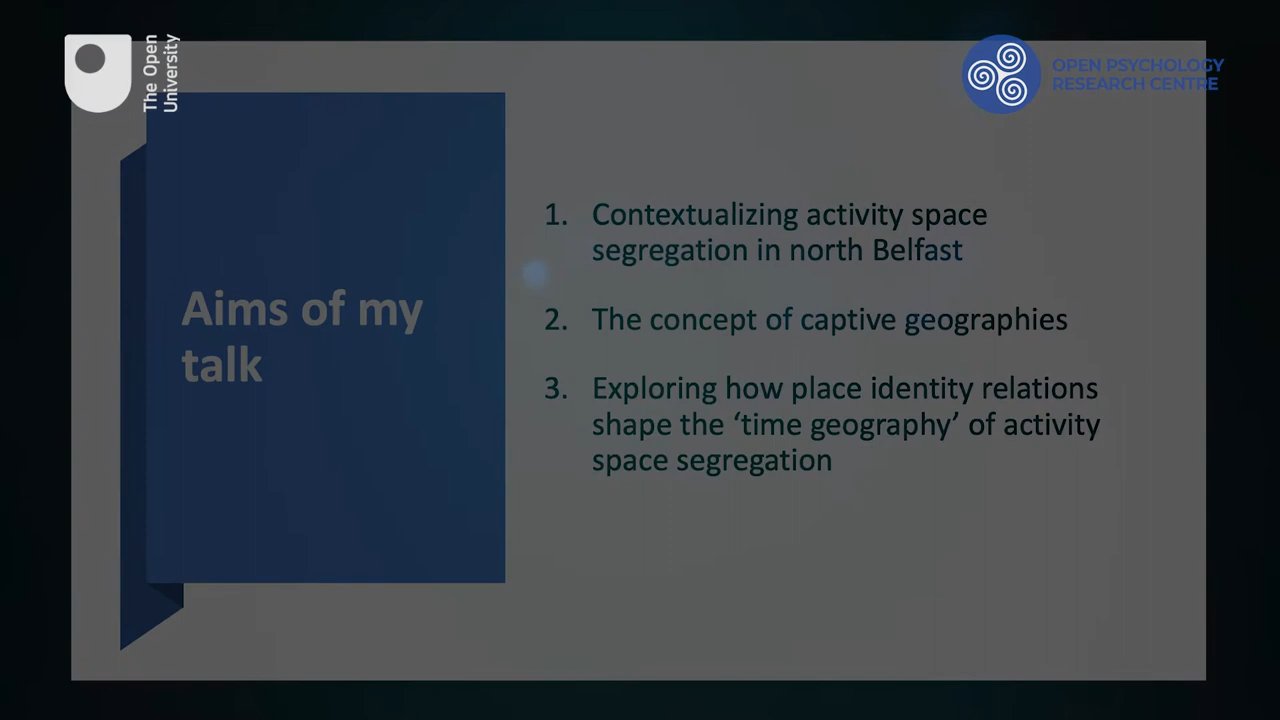 The Open
University
OPEN PSYCHOLOGY
RESEARCH CENTRE
Aims of my
talk
1. Contextualizing activity space
segregation in north Belfast
2. The concept of captive geographies
3. Exploring how place identity relations
shape the ‘time geography’ of activity
space segregation